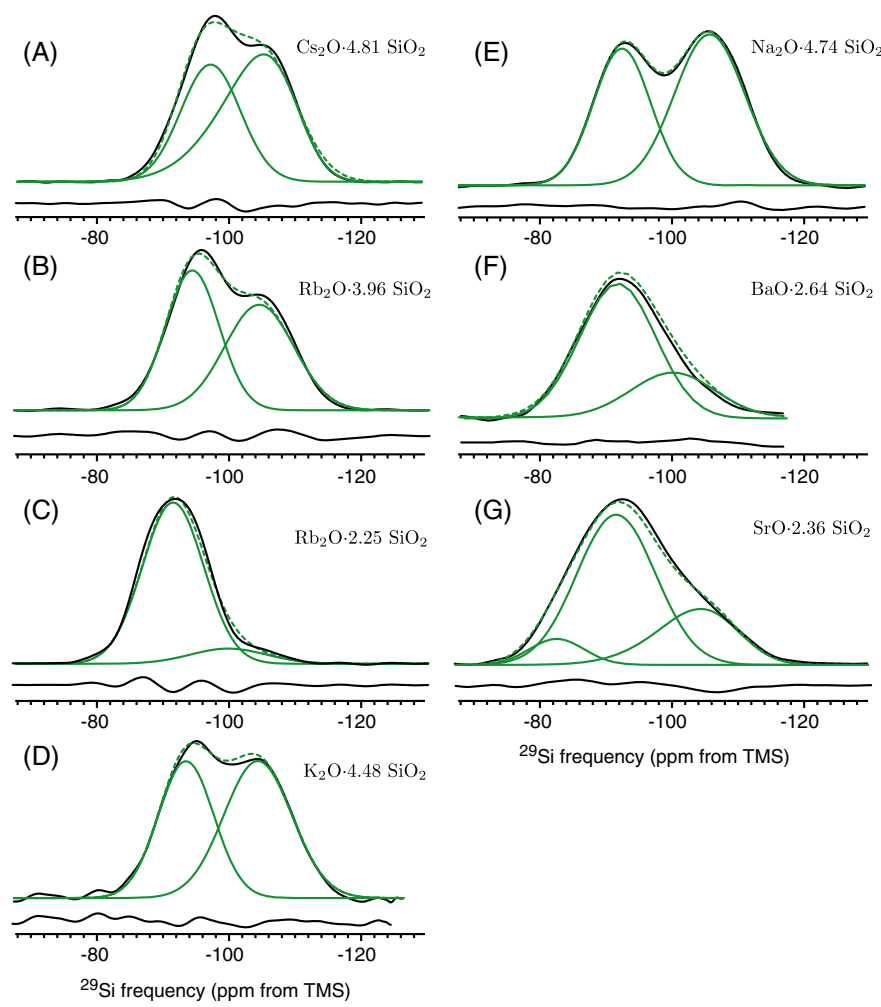 (A)
Cs₂O·4.81 SiO₂
-80 -100 -120
(B)
Rb₂O·3.96 SiO₂
-80 -100 -120
(C)
Rb₂O·2.25 SiO₂
-80 -100 -120
(D)
K₂O·4.48 SiO₂
-80 -100 -120
²⁹Si frequency (ppm from TMS)
(E)
Na₂O·4.74 SiO₂
-80 -100 -120
(F)
BaO·2.64 SiO₂
-80 -100 -120
(G)
SrO·2.36 SiO₂
-80 -100 -120
²⁹Si frequency (ppm from TMS)